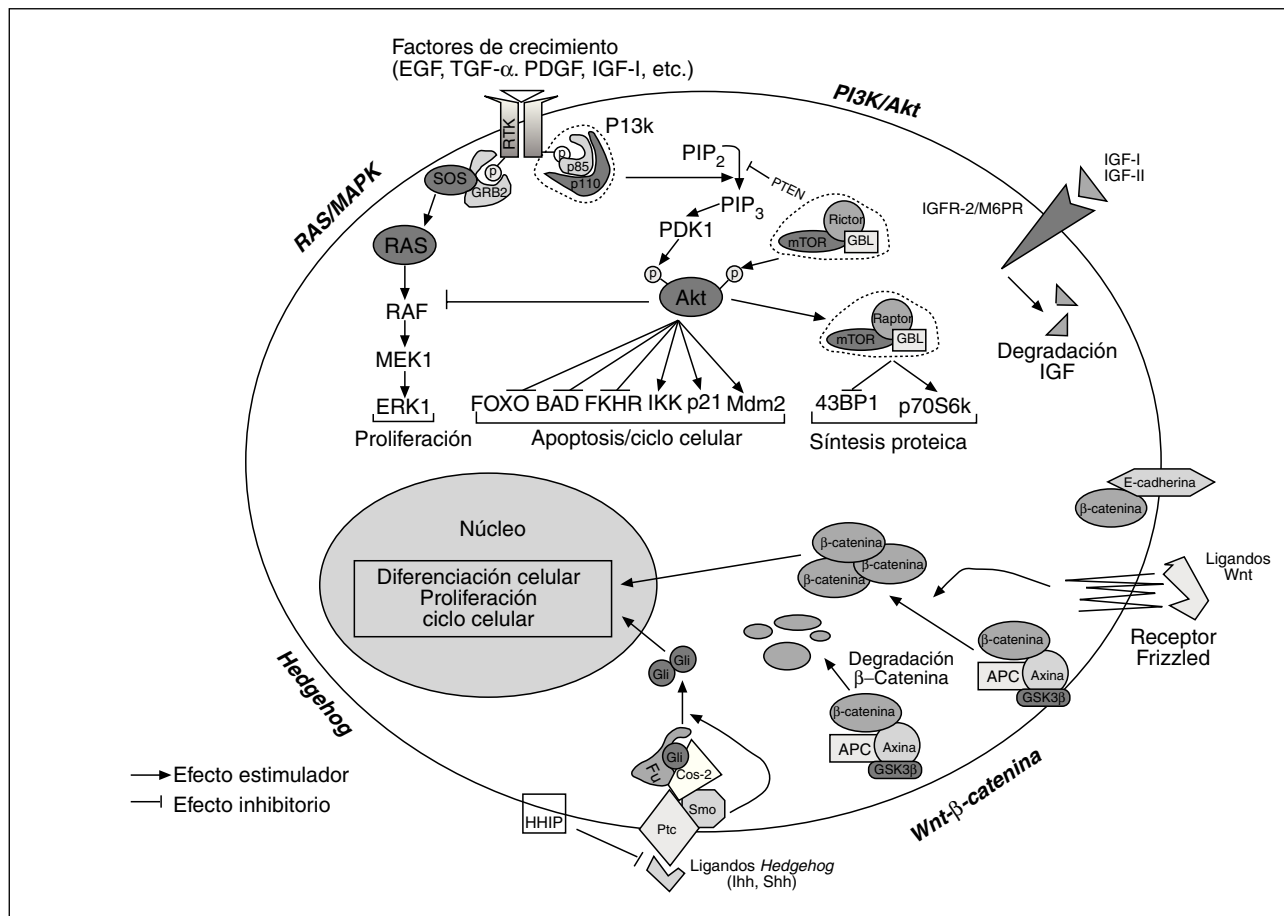 Factores de crecimiento
(EGF, TGF-α. PDGF, IGF-I, etc.)
PI3K/Akt
RAS/MAPK
RTK
P13k
p
p85
p110
SOS
p
GRB2
PIP2
PTEN
PIP3
PDK1
Rictor
mTOR
GBL
IGF-I
IGF-II
IGFR-2/M6PR
RAS
p
p
Akt
RAF
Raptor
mTOR
GBL
Degradación
IGF
MEK1
ERK1
FOXO BAD FKHR IKK p21 Mdm2
43BP1
p70S6k
Proliferación
Apoptosis/ciclo celular
Síntesis proteica
E-cadherina
β-catenina
Núcleo
Diferenciación celular
Proliferación
ciclo celular
β-catenina
β-catenina
β-catenina
Ligandos
Wnt
Receptor
Frizzled
β-catenina
APC
Axina
GSK3β
Degradación
β–Catenina
β-catenina
APC
Axina
GSK3β
Gli
Gli
Hedgehog
Gli
Fu
Cos-2
Smo
Ptc
HHIP
Ligandos Hedgehog
(Ihh, Shh)
Wnt-β-catenina
Efecto estimulador
Efecto inhibitorio